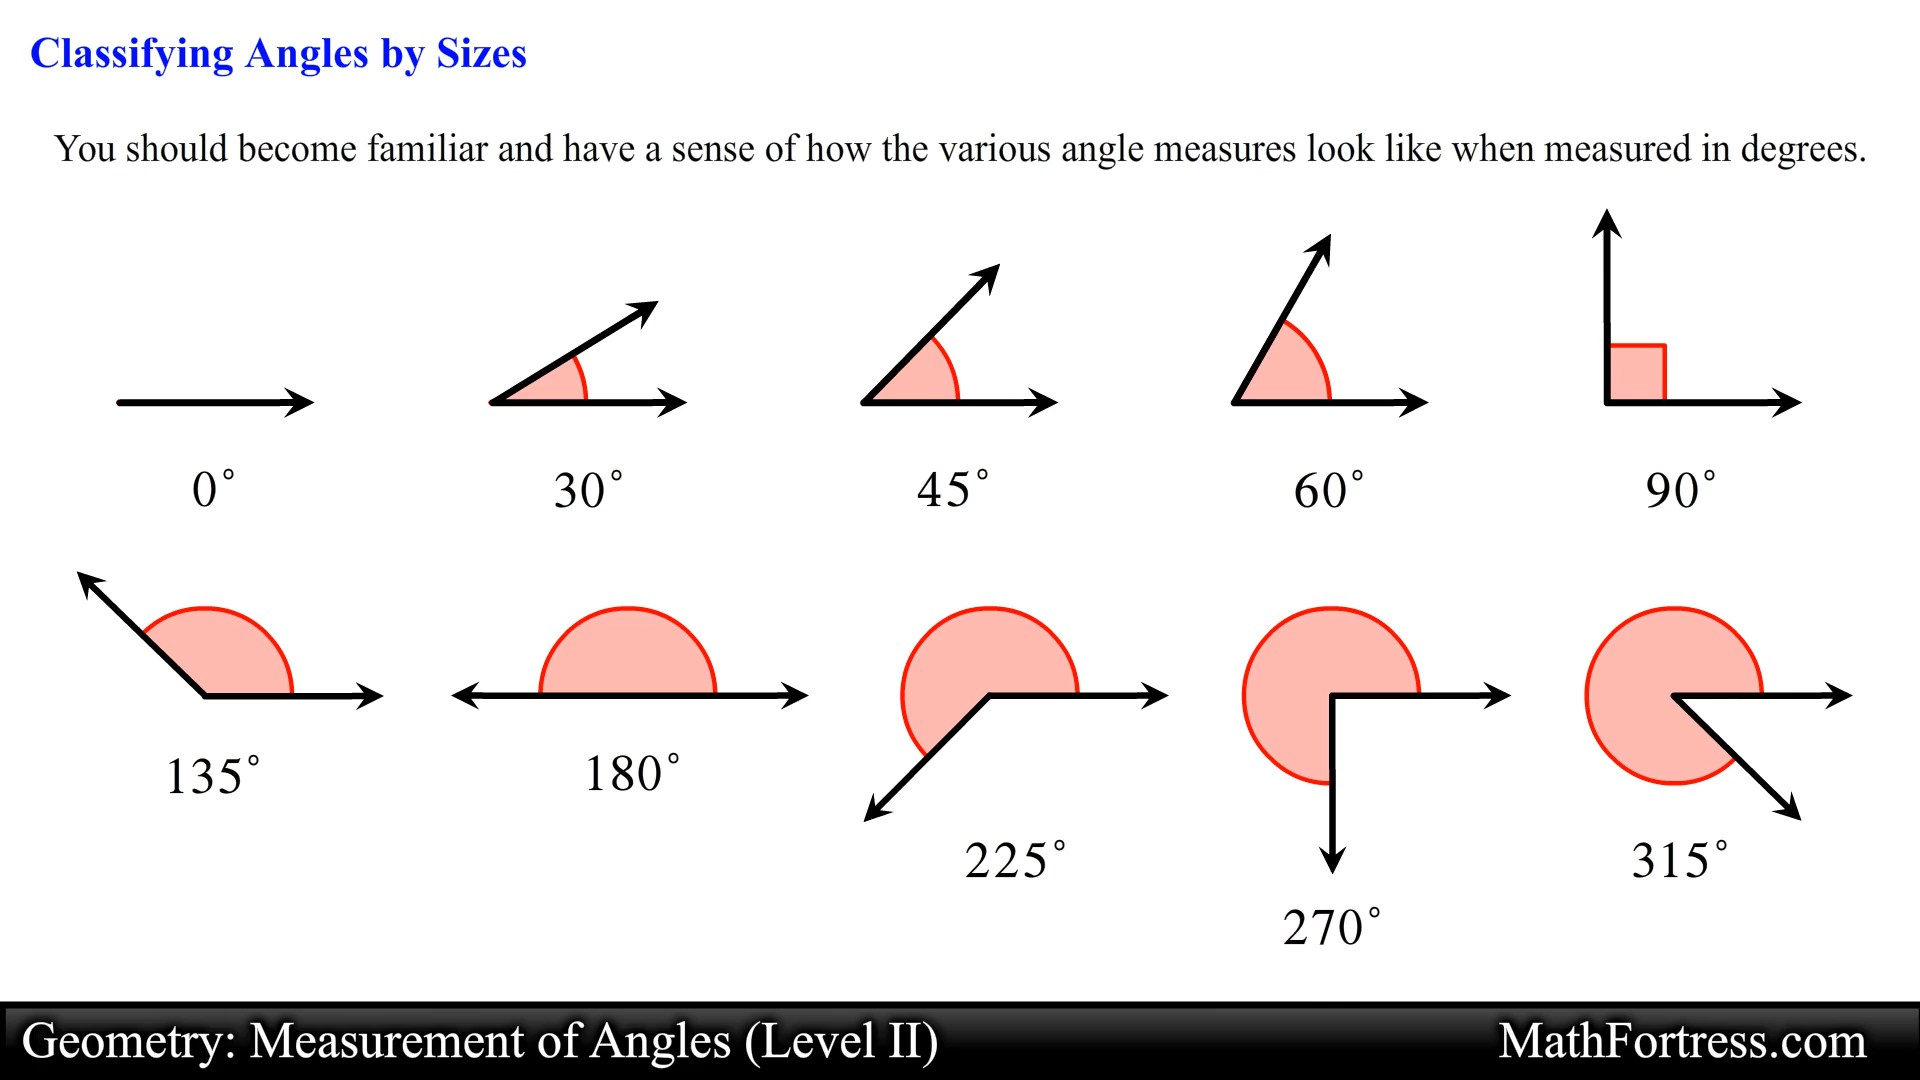 Classifying Angles by Sizes
You should become familiar and have a sense of how the various angle measures look like when measured in degrees.
0° 30° 45° 60° 90°
135° 180° 225° 270° 315°
Geometry: Measurement of Angles (Level II) MathFortress.com